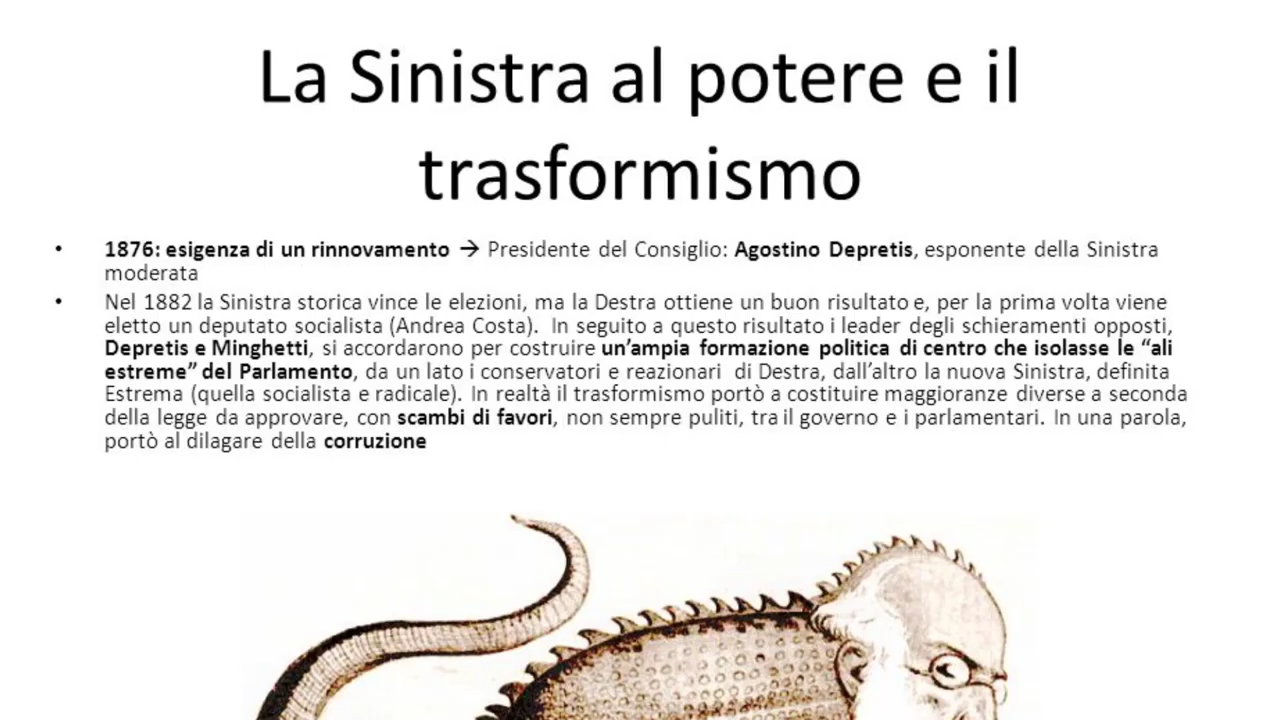 La Sinistra al potere e il
trasformismo
• 1876: esigenza di un rinnovamento → Presidente del Consiglio: Agostino Depretis, esponente della Sinistra
moderata
• Nel 1882 la Sinistra storica vince le elezioni, ma la Destra ottiene un buon risultato e, per la prima volta viene
eletto un deputato socialista (Andrea Costa). In seguito a questo risultato i leader degli schieramenti opposti,
Depretis e Minghetti, si accordarono per costruire un’ampia formazione politica di centro che isolasse le “ali
estreme” del Parlamento, da un lato i conservatori e reazionari di Destra, dall’altro la nuova Sinistra, definita
Estrema (quella socialista e radicale). In realtà il trasformismo portò a costituire maggioranze diverse a seconda
della legge da approvare, con scambi di favori, non sempre puliti, tra il governo e i parlamentari. In una parola,
portò al dilagare della corruzione